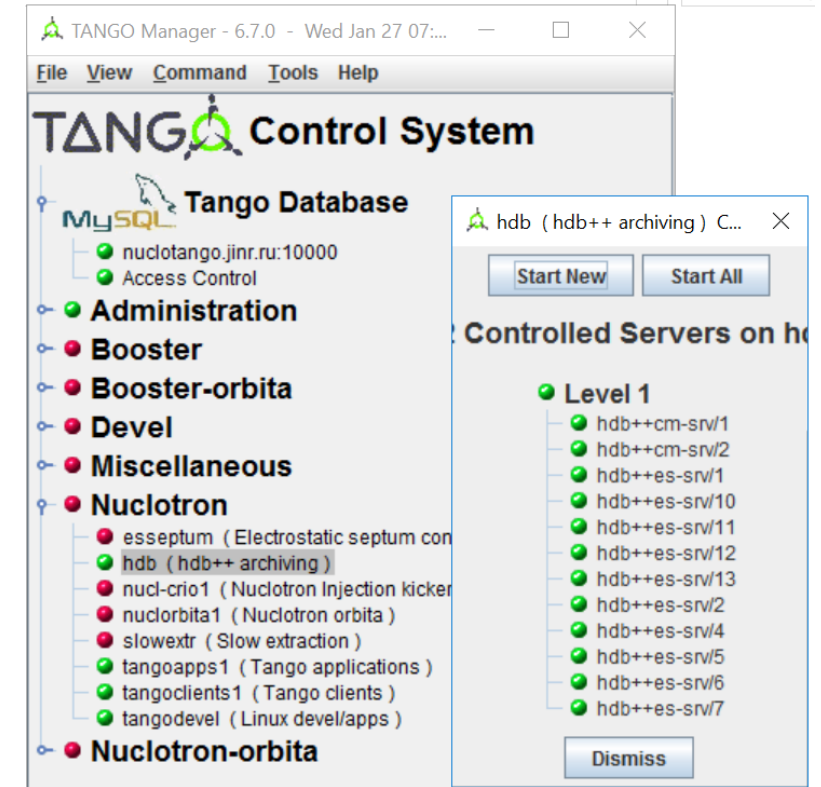 TANGO Manager - 6.7.0 - Wed Jan 27 07:...
File View Command Tools Help
TANGO Control System
MySQL Tango Database
nuclotango.jinr.ru:10000
Access Control
Administration
Booster
Booster-orbita
Devel
Miscellaneous
Nuclotron
esseptum ( Electrostatic septum con
hdb ( hdb++ archiving )
nucl-crio1 ( Nuclotron Injection kicker
nuclorbita1 ( Nuclotron orbita )
slowextr ( Slow extraction )
tangoapps1 ( Tango applications )
tangoclients1 ( Tango clients )
tangodevel ( Linux devel/apps )
Nuclotron-orbita
hdb ( hdb++ archiving ) C...
Start New Start All
2 Controlled Servers on hd
Level 1
hdb++cm-srv/1
hdb++cm-srv/2
hdb++es-srv/1
hdb++es-srv/10
hdb++es-srv/11
hdb++es-srv/12
hdb++es-srv/13
hdb++es-srv/2
hdb++es-srv/4
hdb++es-srv/5
hdb++es-srv/6
hdb++es-srv/7
Dismiss